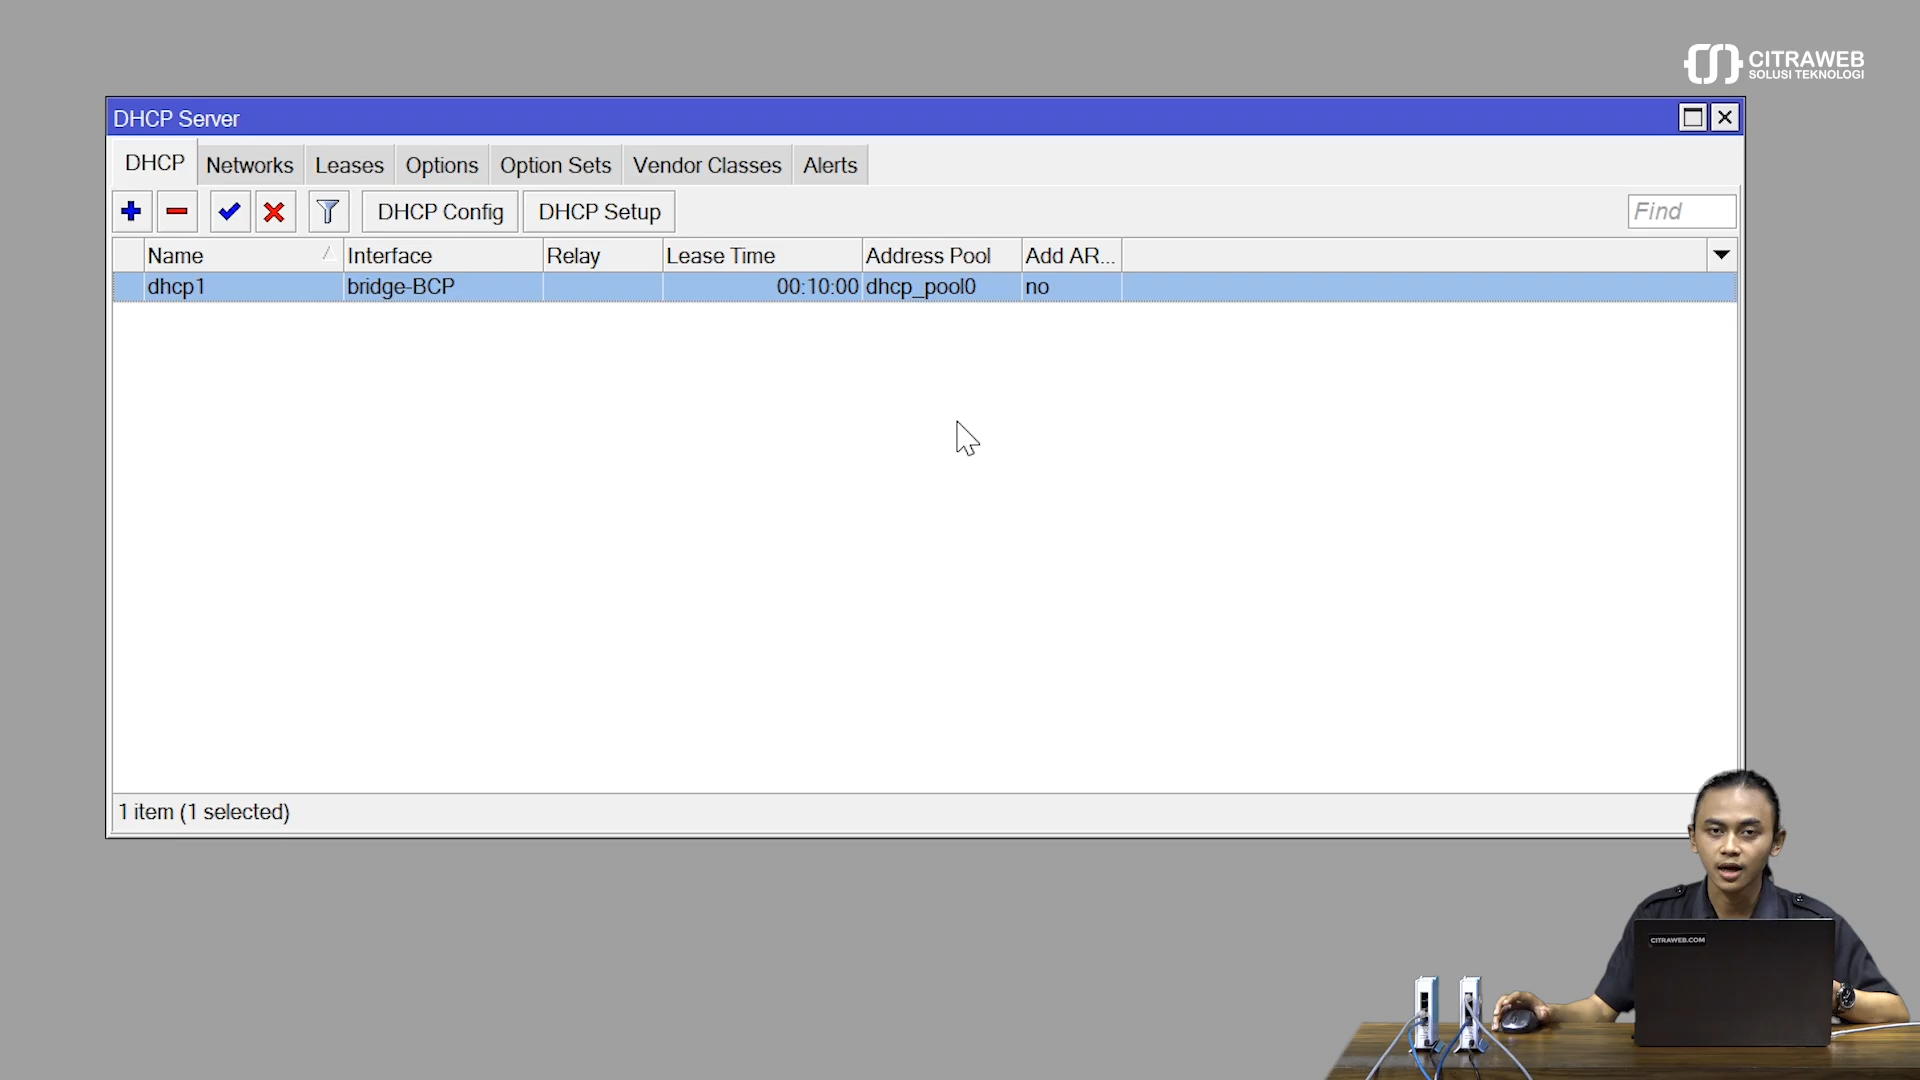 CITRAWEB
SOLUSI TEKNOLOGI
DHCP Server
DHCP Networks Leases Options Option Sets Vendor Classes Alerts
DHCP Config DHCP Setup Find
Name Interface Relay Lease Time Address Pool Add AR...
dhcp1 bridge-BCP 00:10:00 dhcp_pool0 no
1 item (1 selected)
CITRAWEB.COM